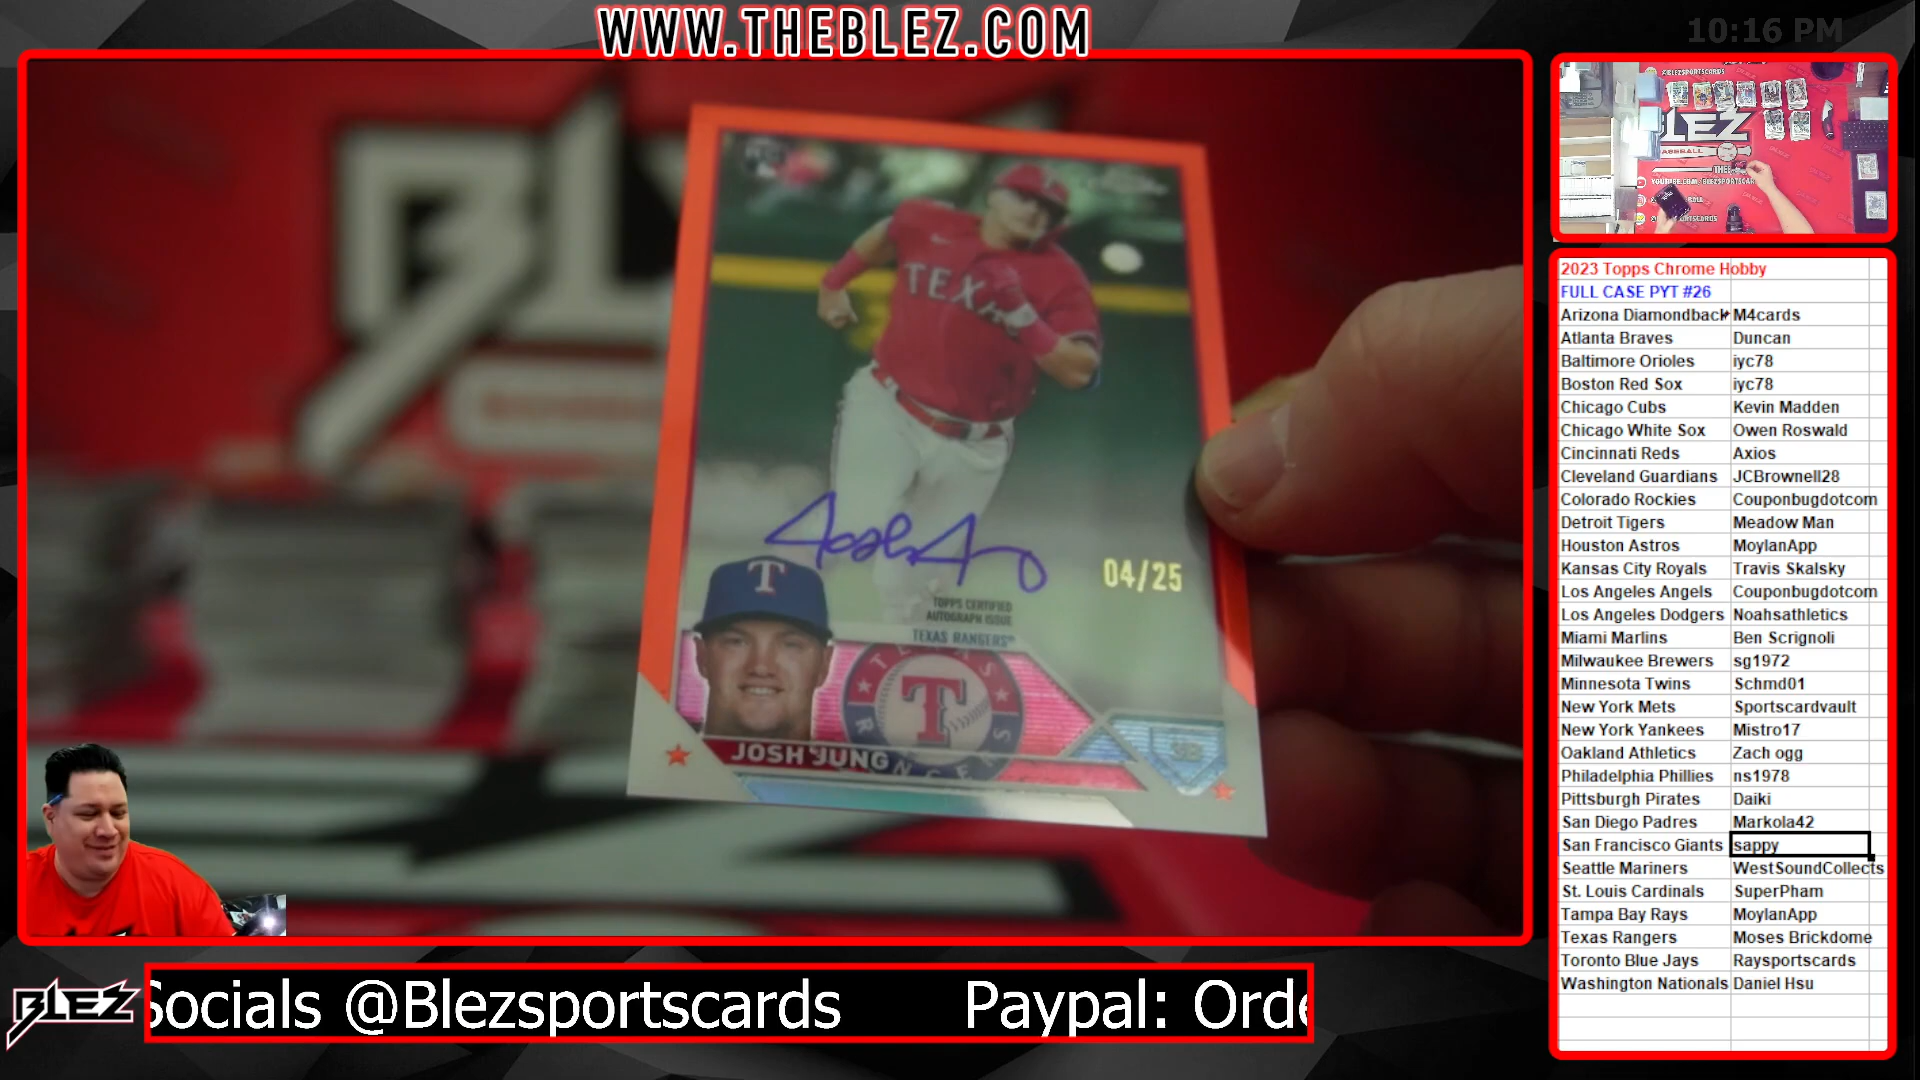 WWW.THEBLEZ.COM
10:16 PM
TEXAS
04/25
TOPPS CERTIFIED
AUTOGRAPH ISSUE
TEXAS RANGERS
T
T
JOSH JUNG
3B
BLEZ
2023 Topps Chrome Hobby
FULL CASE PYT #26
Arizona Diamondback M4cards
Atlanta Braves Duncan
Baltimore Orioles iyc78
Boston Red Sox iyc78
Chicago Cubs Kevin Madden
Chicago White Sox Owen Roswald
Cincinnati Reds Axios
Cleveland Guardians JCBrownell28
Colorado Rockies Couponbugdotcom
Detroit Tigers Meadow Man
Houston Astros MoylanApp
Kansas City Royals Travis Skalsky
Los Angeles Angels Couponbugdotcom
Los Angeles Dodgers Noahsathletics
Miami Marlins Ben Scrignoli
Milwaukee Brewers sg1972
Minnesota Twins Schmd01
New York Mets Sportscardvault
New York Yankees Mistro17
Oakland Athletics Zach ogg
Philadelphia Phillies ns1978
Pittsburgh Pirates Daiki
San Diego Padres Markola42
San Francisco Giants sappy
Seattle Mariners WestSoundCollects
St. Louis Cardinals SuperPham
Tampa Bay Rays MoylanApp
Texas Rangers Moses Brickdome
Toronto Blue Jays Raysportscards
Washington Nationals Daniel Hsu
BLEZ
Socials @Blezsportscards Paypal: Orde